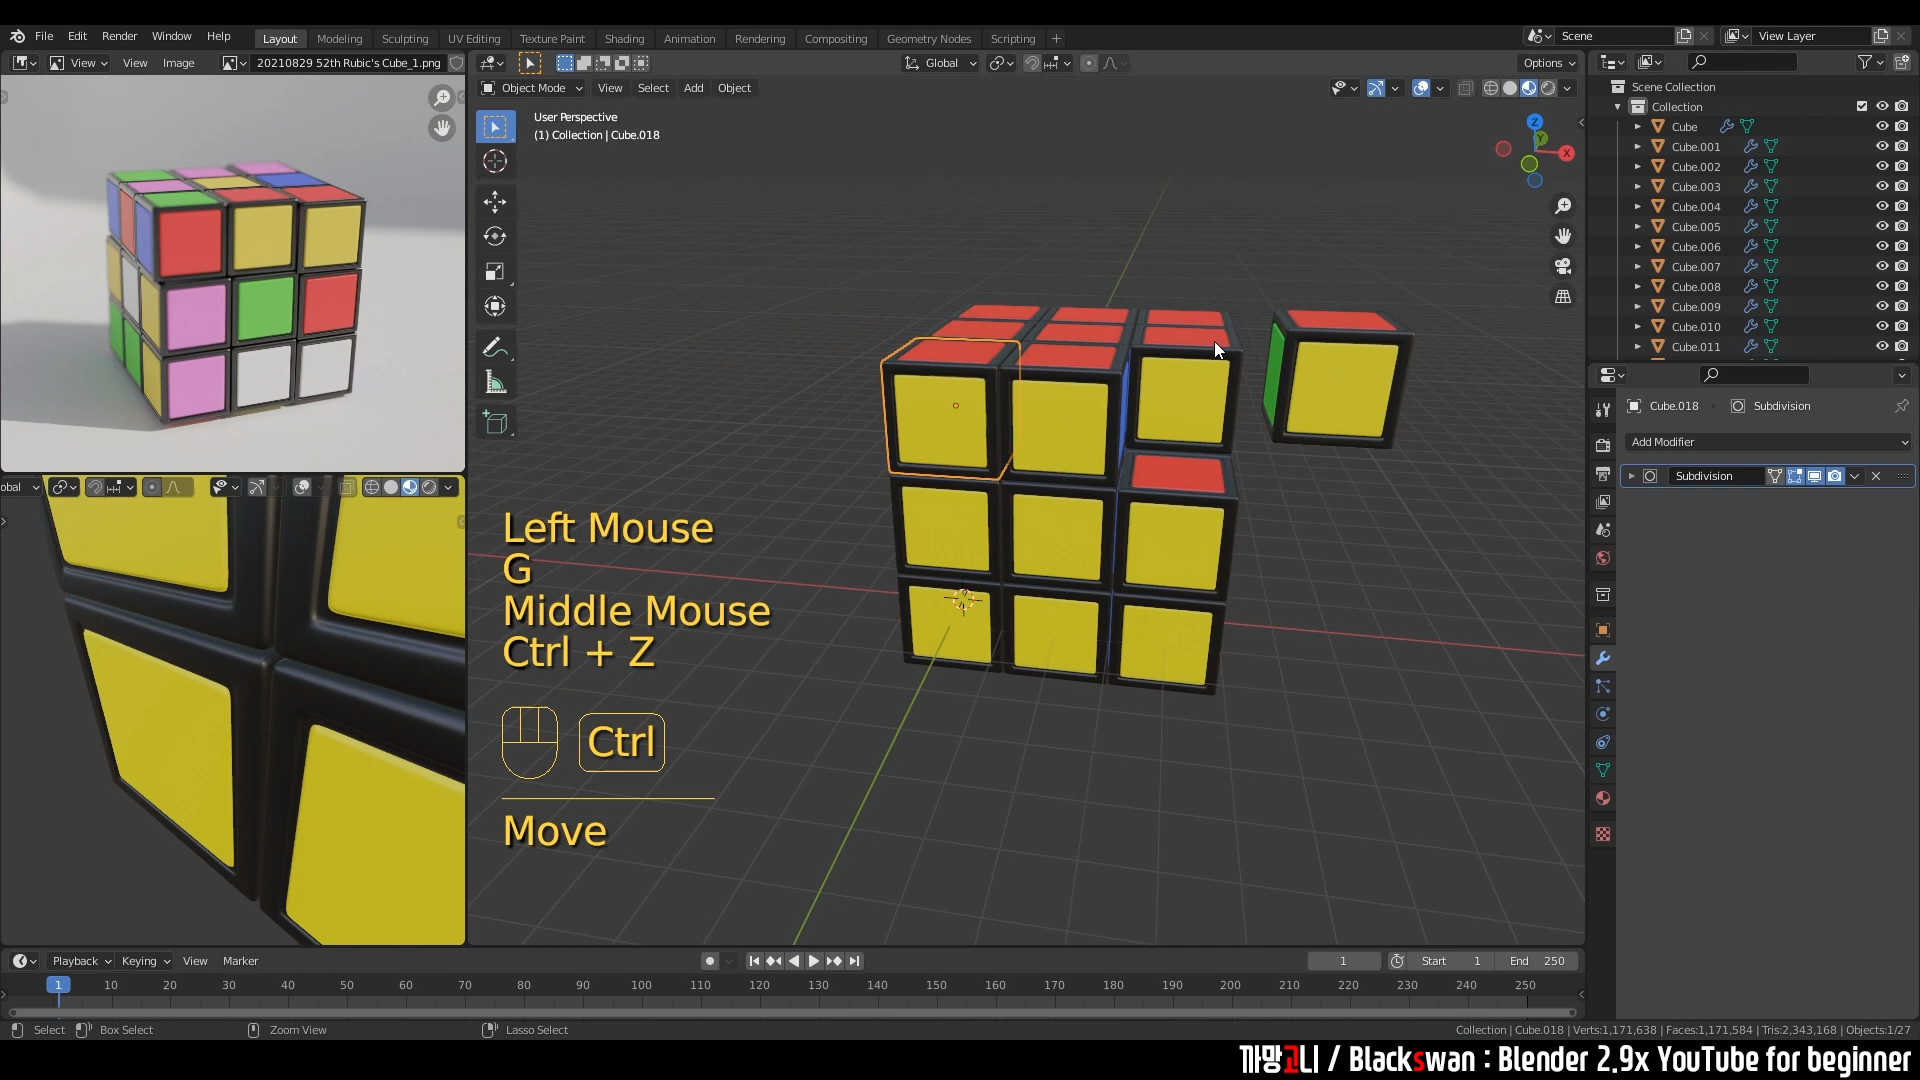 File Edit Render Window Help
Layout Modeling Sculpting UV Editing Texture Paint Shading Animation Rendering Compositing Geometry Nodes Scripting +
Scene
View Layer
View View Image 20210829 52th Rubic's Cube_1.png
Global
Options
Object Mode View Select Add Object
User Perspective
(1) Collection | Cube.018
Z
Y
X
Scene Collection
Collection
Cube
Cube.001
Cube.002
Cube.003
Cube.004
Cube.005
Cube.006
Cube.007
Cube.008
Cube.009
Cube.010
Cube.011
Cube.018 Subdivision
Add Modifier
Subdivision
obal
Left Mouse
G
Middle Mouse
Ctrl + Z
Ctrl
Move
Playback Keying View Marker
1 Start 1 End 250
1 10 20 30 40 50 60 70 80 90 100 110 120 130 140 150 160 170 180 190 200 210 220 230 240 250
Select Box Select Zoom View Lasso Select
Collection | Cube.018 | Verts:1,171,638 | Faces:1,171,584 | Tris:2,343,168 | Objects:1/27
까망고니 / Blackswan : Blender 2.9x YouTube for beginner